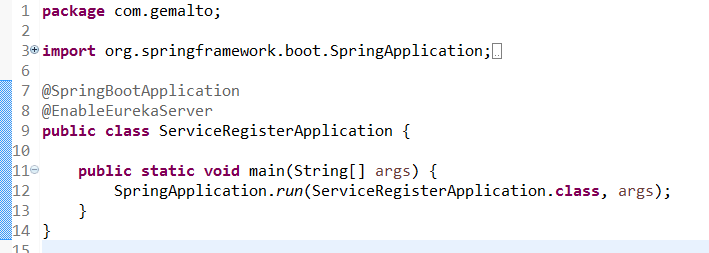 1 package com.gemalto;
2
3 import org.springframework.boot.SpringApplication;
6
7 @SpringBootApplication
8 @EnableEurekaServer
9 public class ServiceRegisterApplication {
10
11     public static void main(String[] args) {
12         SpringApplication.run(ServiceRegisterApplication.class, args);
13     }
14 }
15